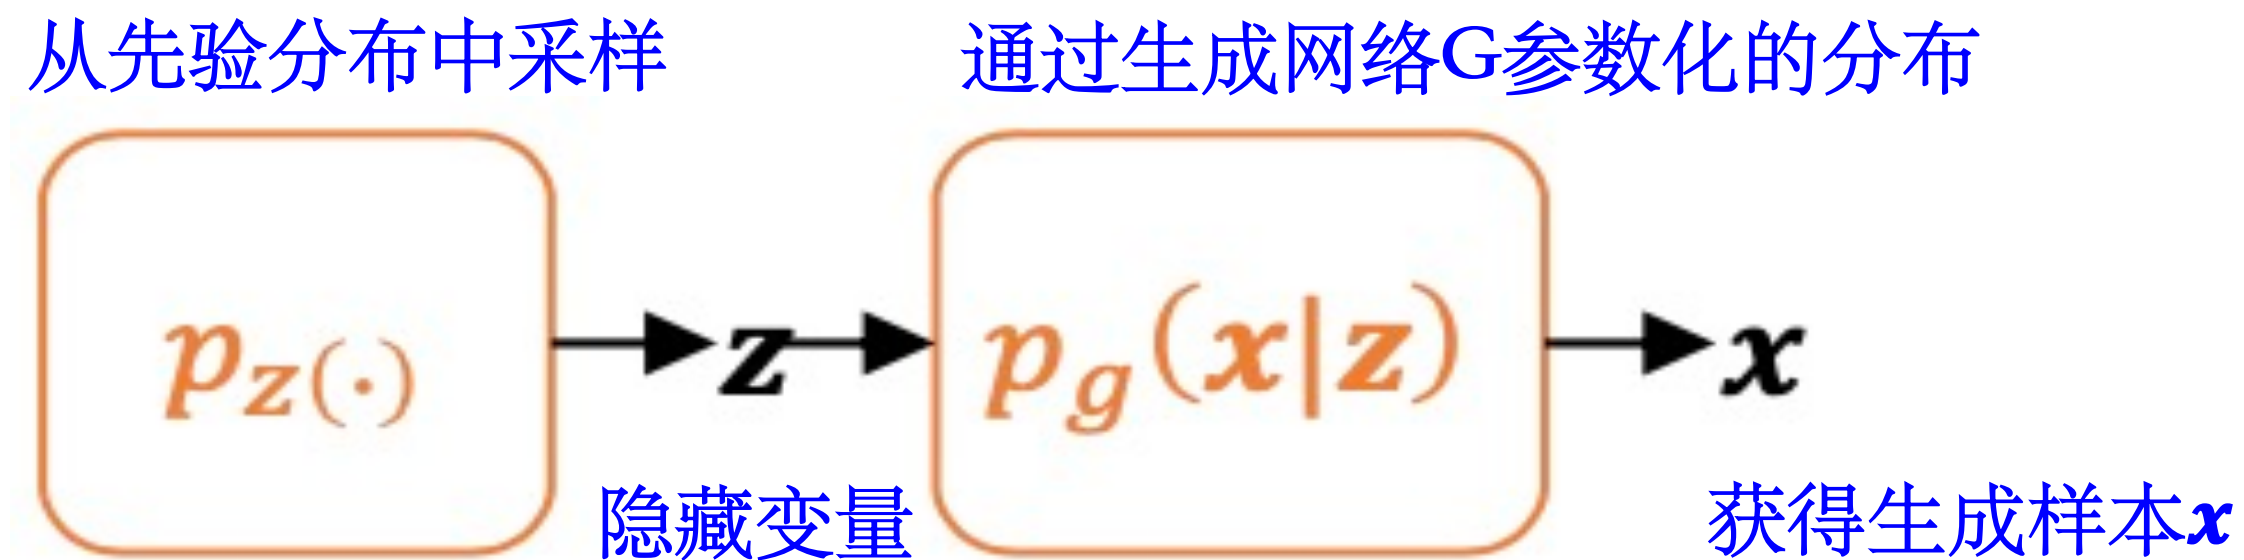 从先验分布中采样
通过生成网络G参数化的分布
p_z(·)
z
p_g(x|z)
x
隐藏变量
获得生成样本x